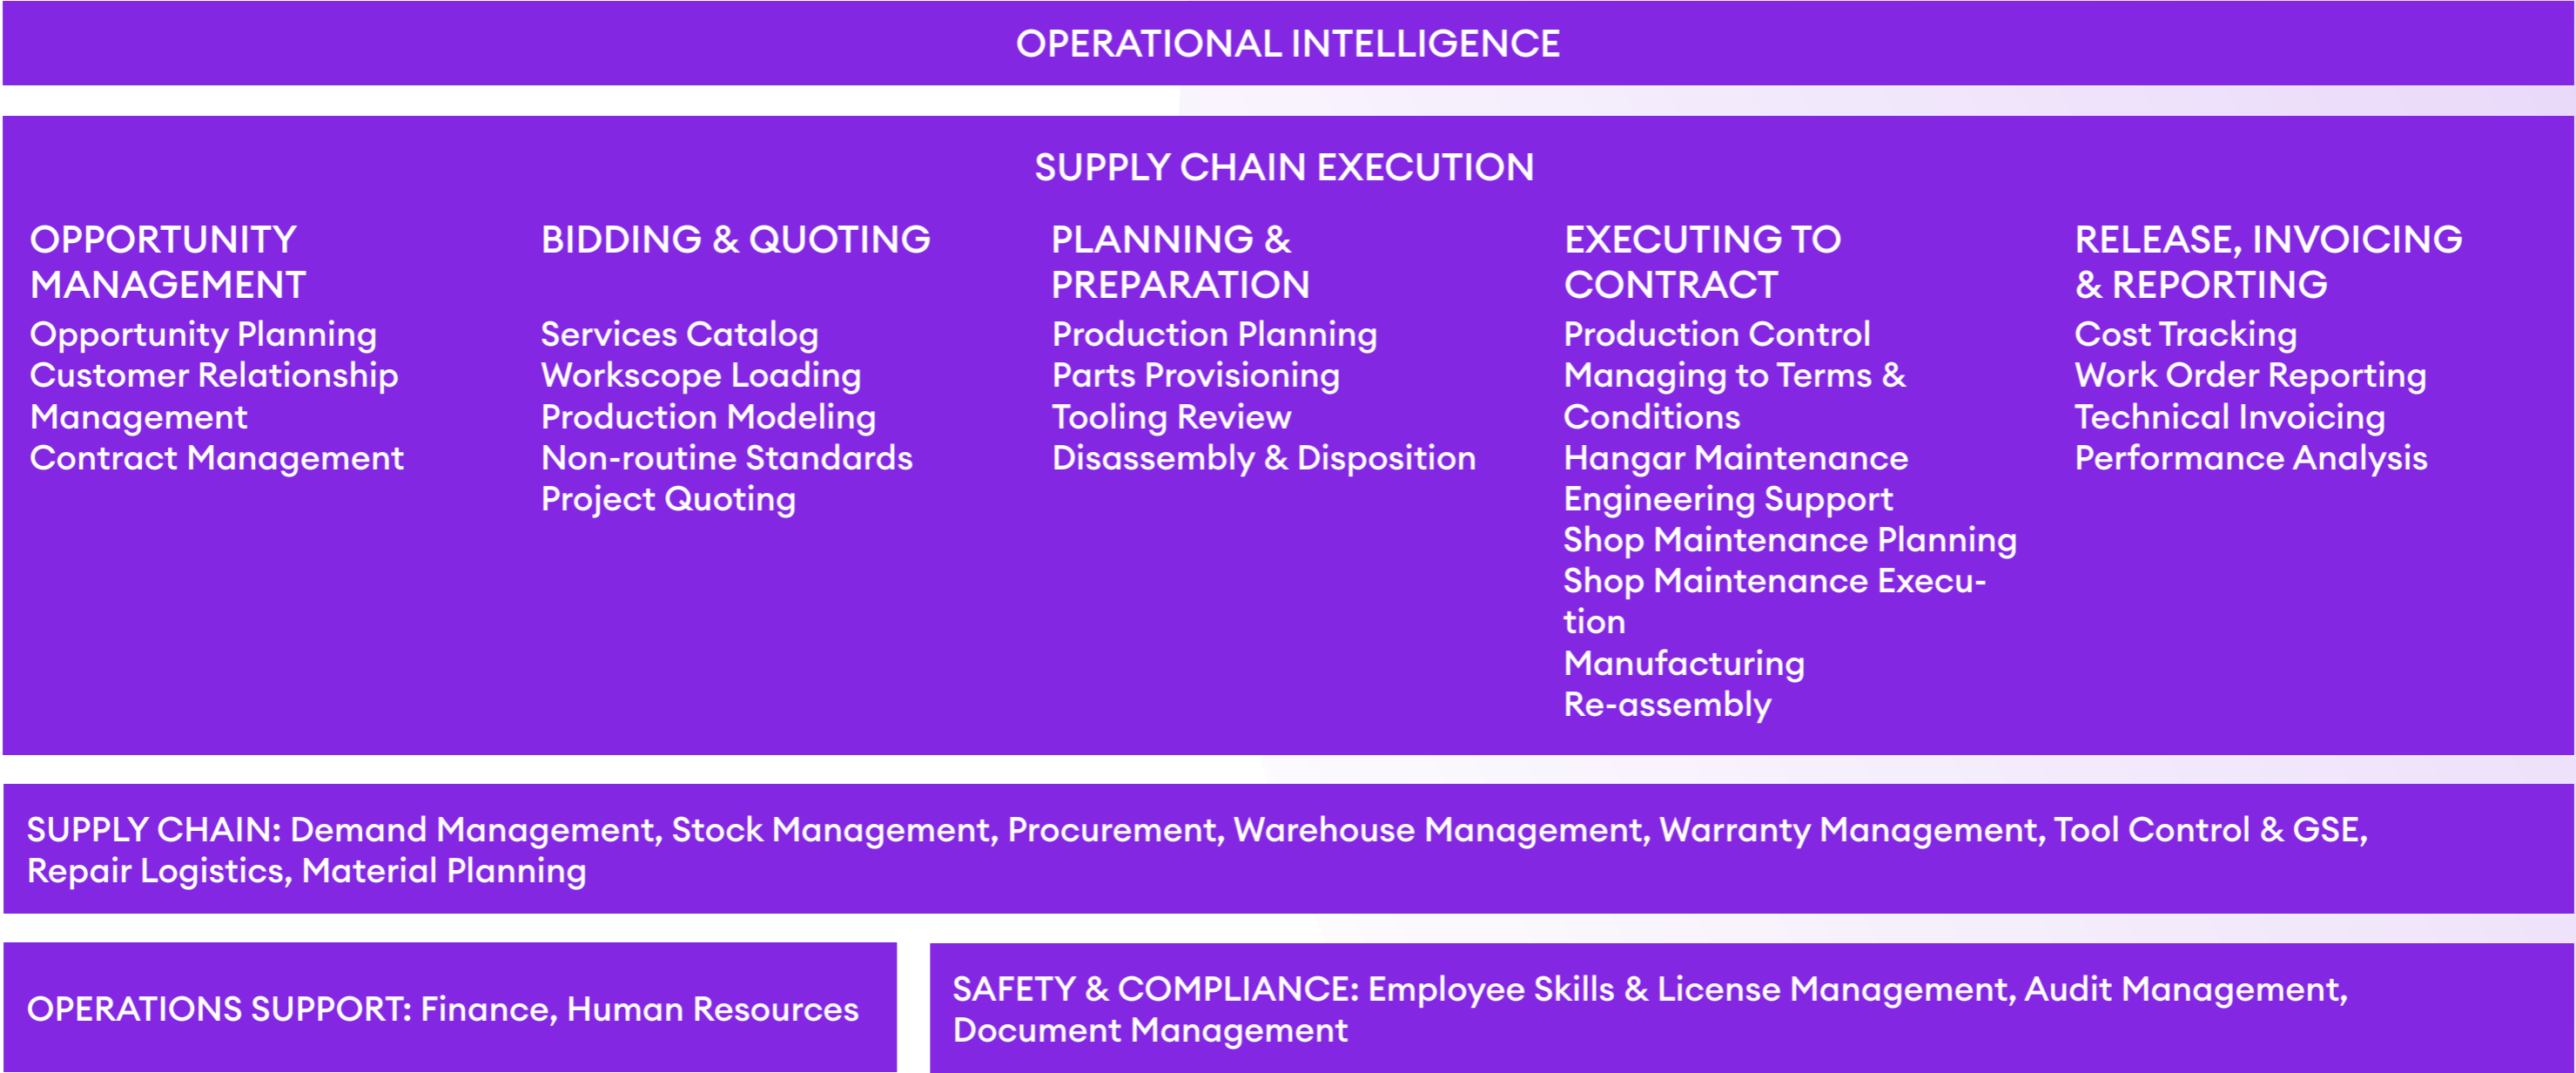 OPERATIONAL INTELLIGENCE
SUPPLY CHAIN EXECUTION
OPPORTUNITY
MANAGEMENT
Opportunity Planning
Customer Relationship
Management
Contract Management
BIDDING & QUOTING
Services Catalog
Workscope Loading
Production Modeling
Non-routine Standards
Project Quoting
PLANNING &
PREPARATION
Production Planning
Parts Provisioning
Tooling Review
Disassembly & Disposition
EXECUTING TO
CONTRACT
Production Control
Managing to Terms &
Conditions
Hangar Maintenance
Engineering Support
Shop Maintenance Planning
Shop Maintenance Execu-
tion
Manufacturing
Re-assembly
RELEASE, INVOICING
& REPORTING
Cost Tracking
Work Order Reporting
Technical Invoicing
Performance Analysis
SUPPLY CHAIN: Demand Management, Stock Management, Procurement, Warehouse Management, Warranty Management, Tool Control & GSE,
Repair Logistics, Material Planning
OPERATIONS SUPPORT: Finance, Human Resources
SAFETY & COMPLIANCE: Employee Skills & License Management, Audit Management,
Document Management